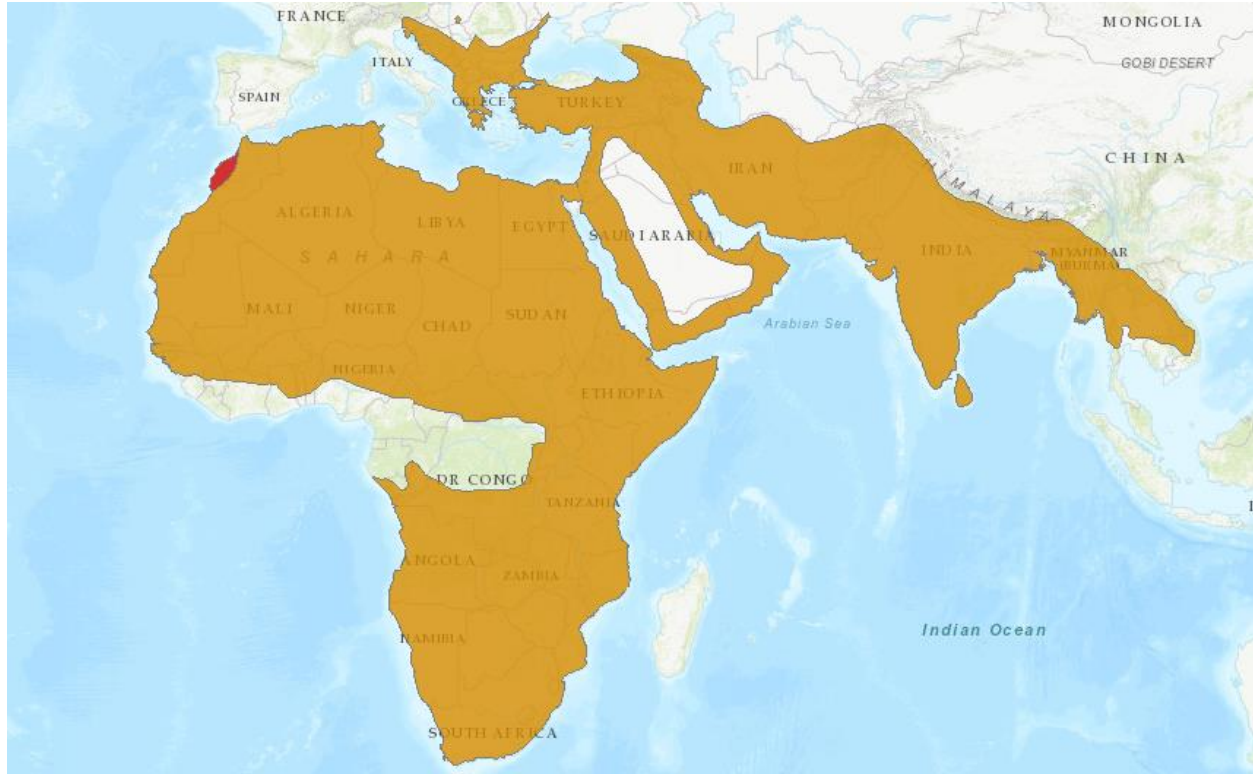 FRANCE
MONGOLIA
GOBI DESERT
ITALY
SPAIN
GREECE
TURKEY
CHINA
HIMALAYA
IRAN
ALGERIA
LIBYA
EGYPT
SAUDI ARABIA
SAHARA
INDIA
MYANMAR
(BURMA)
MALI
NIGER
SUDAN
CHAD
Arabian Sea
NIGERIA
ETHIOPIA
DR CONGO
TANZANIA
ANGOLA
ZAMBIA
Indian Ocean
NAMIBIA
SOUTH AFRICA